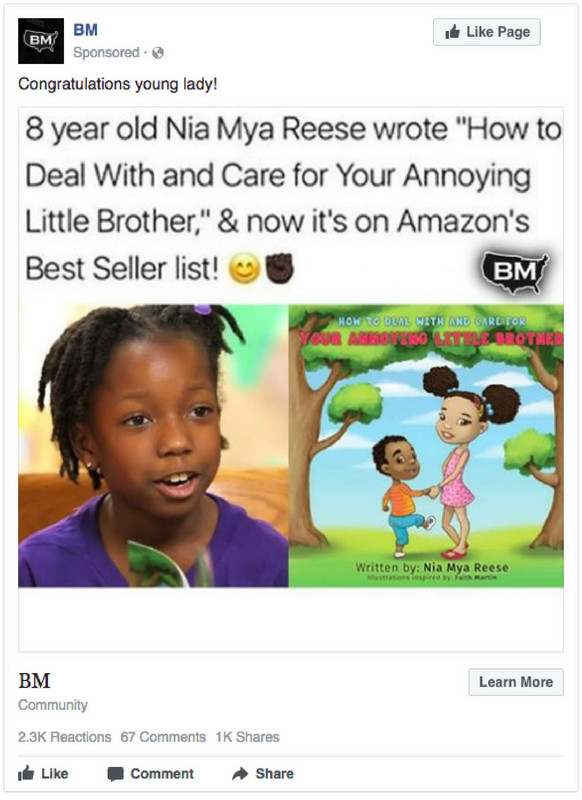 BM
BM
Like Page
Sponsored ·
Congratulations young lady!
8 year old Nia Mya Reese wrote "How to
Deal With and Care for Your Annoying
Little Brother," & now it's on Amazon's
Best Seller list! 😊✊🏿
BM
HOW TO DEAL WITH AND CARE FOR
YOUR ANNOYING LITTLE BROTHER
Written by: Nia Mya Reese
Illustrations inspired by: Faith Martin
BM
Learn More
Community
2.3K Reactions 67 Comments 1K Shares
Like Comment Share